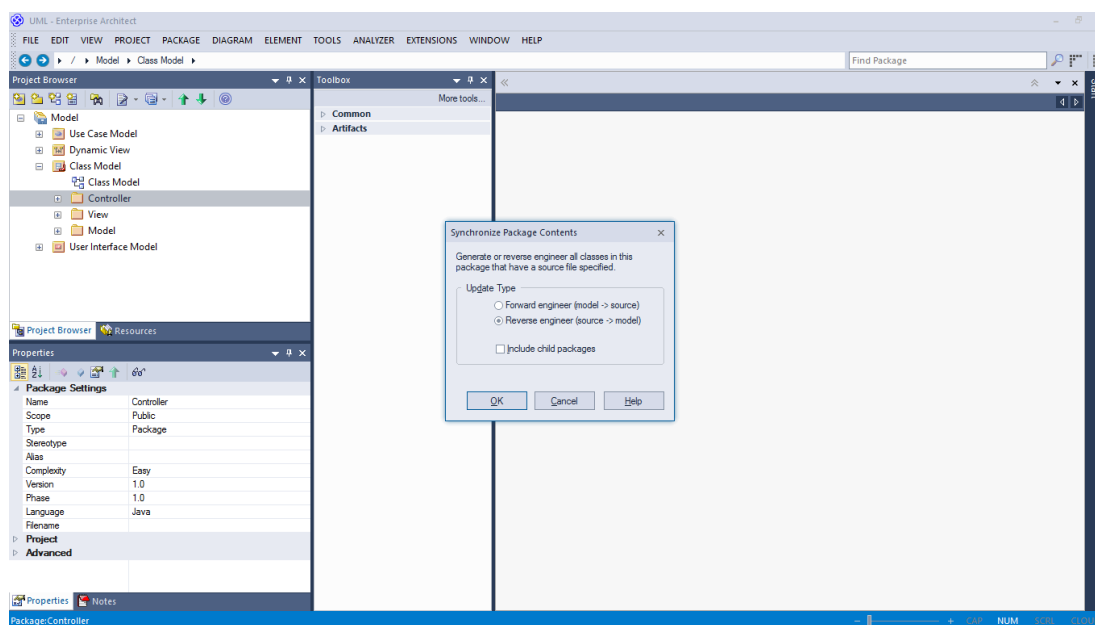 UML - Enterprise Architect
FILE EDIT VIEW PROJECT PACKAGE DIAGRAM ELEMENT TOOLS ANALYZER EXTENSIONS WINDOW HELP
/ Model Class Model
Find Package
Project Browser
Model
Use Case Model
Dynamic View
Class Model
Class Model
Controller
View
Model
User Interface Model
Project Browser Resources
Properties
Package Settings
Name Controller
Scope Public
Type Package
Stereotype
Alias
Complexity Easy
Version 1.0
Phase 1.0
Language Java
Filename
Project
Advanced
Properties Notes
Toolbox
More tools...
Common
Artifacts
Synchronize Package Contents
Generate or reverse engineer all classes in this
package that have a source file specified.
Update Type
Forward engineer (model -> source)
Reverse engineer (source -> model)
Include child packages
OK Cancel Help
Package:Controller
- + CAP NUM SCRL CLOU